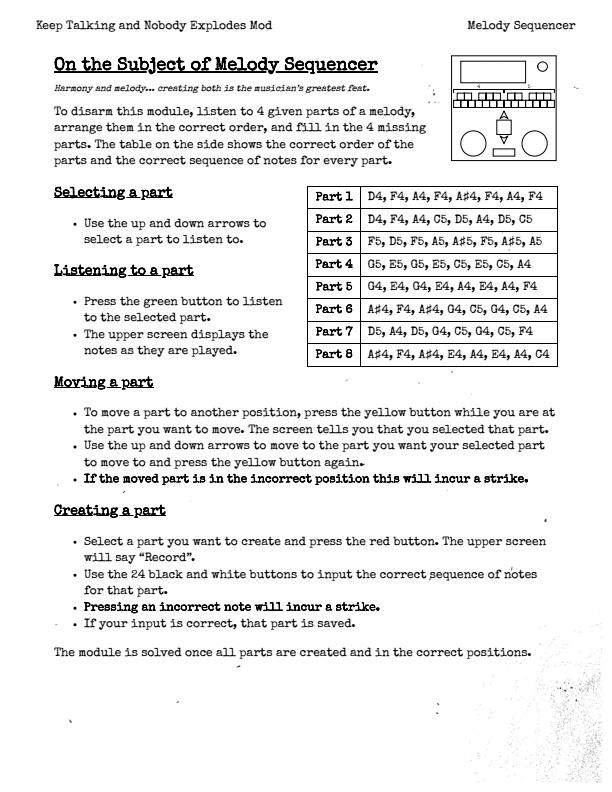 Keep Talking and Nobody Explodes Mod Melody Sequencer
On the Subject of Melody Sequencer
Harmony and melody... creating both is the musician's greatest feat.
To disarm this module, listen to 4 given parts of a melody,
arrange them in the correct order, and fill in the 4 missing
parts. The table on the side shows the correct order of the
parts and the correct sequence of notes for every part.
4 5
Selecting a part
• Use the up and down arrows to
select a part to listen to.
Listening to a part
• Press the green button to listen
to the selected part.
• The upper screen displays the
notes as they are played.
Part 1 D4, F4, A4, F4, A♯4, F4, A4, F4
Part 2 D4, F4, A4, C5, D5, A4, D5, C5
Part 3 F5, D5, F5, A5, A♯5, F5, A♯5, A5
Part 4 G5, E5, G5, E5, C5, E5, C5, A4
Part 5 G4, E4, G4, E4, A4, E4, A4, F4
Part 6 A♯4, F4, A♯4, G4, C5, G4, C5, A4
Part 7 D5, A4, D5, G4, C5, G4, C5, F4
Part 8 A♯4, F4, A♯4, E4, A4, E4, A4, C4
Moving a part
• To move a part to another position, press the yellow button while you are at
the part you want to move. The screen tells you that you selected that part.
• Use the up and down arrows to move to the part you want your selected part
to move to and press the yellow button again.
• If the moved part is in the incorrect position this will incur a strike.
Creating a part
• Select a part you want to create and press the red button. The upper screen
will say "Record".
• Use the 24 black and white buttons to input the correct sequence of notes
for that part.
• Pressing an incorrect note will incur a strike.
• If your input is correct, that part is saved.
The module is solved once all parts are created and in the correct positions.